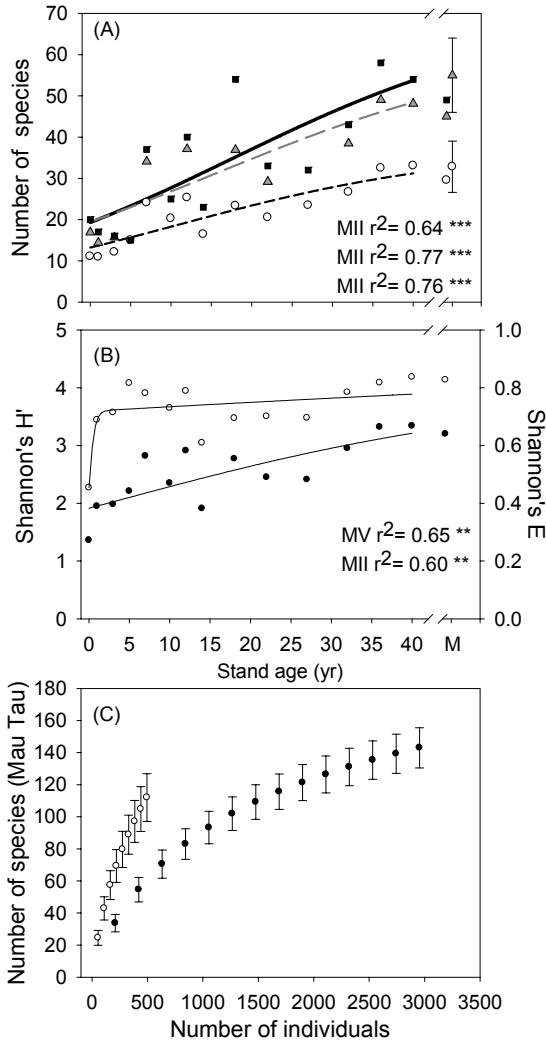 (A)
Number of species
70
60
50
40
30
20
10
0
MII r2= 0.64 ***
MII r2= 0.77 ***
MII r2= 0.76 ***
(B)
Shannon's H'
5
4
3
2
1
0
1.0
0.8
0.6
0.4
0.2
0.0
Shannon's E
MV r2= 0.65 **
MII r2= 0.60 **
0 5 10 15 20 25 30 35 40 M
Stand age (yr)
(C)
Number of species (Mau Tau)
180
160
140
120
100
80
60
40
20
0
0 500 1000 1500 2000 2500 3000 3500
Number of individuals